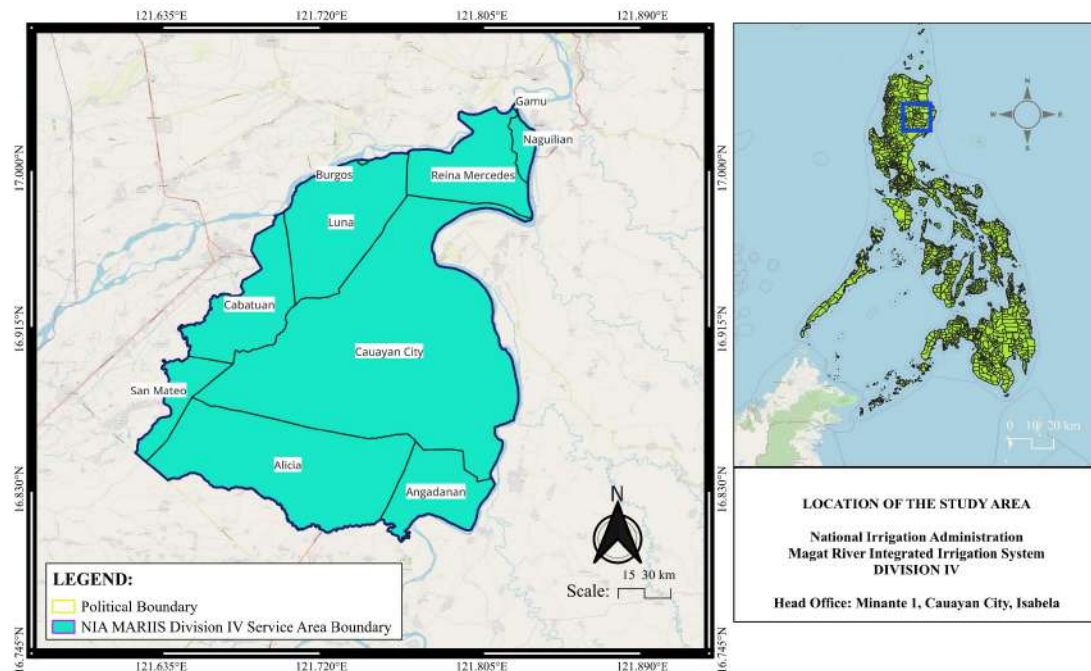 121.635°E 121.720°E 121.805°E 121.890°E
17.000°N
16.915°N
16.830°N
16.745°N
Gamu
Naguilian
Burgos
Reina Mercedes
Luna
Cabatuan
Cauayan City
San Mateo
Alicia
Angadanan
N
15 30 km
Scale:
LEGEND:
Political Boundary
NIA MARIIS Division IV Service Area Boundary
17.000°N
16.915°N
16.830°N
16.745°N
121.635°E 121.720°E 121.805°E 121.890°E
N
W E
S
0 10 20 km
LOCATION OF THE STUDY AREA
National Irrigation Administration
Magat River Integrated Irrigation System
DIVISION IV
Head Office: Minante 1, Cauayan City, Isabela